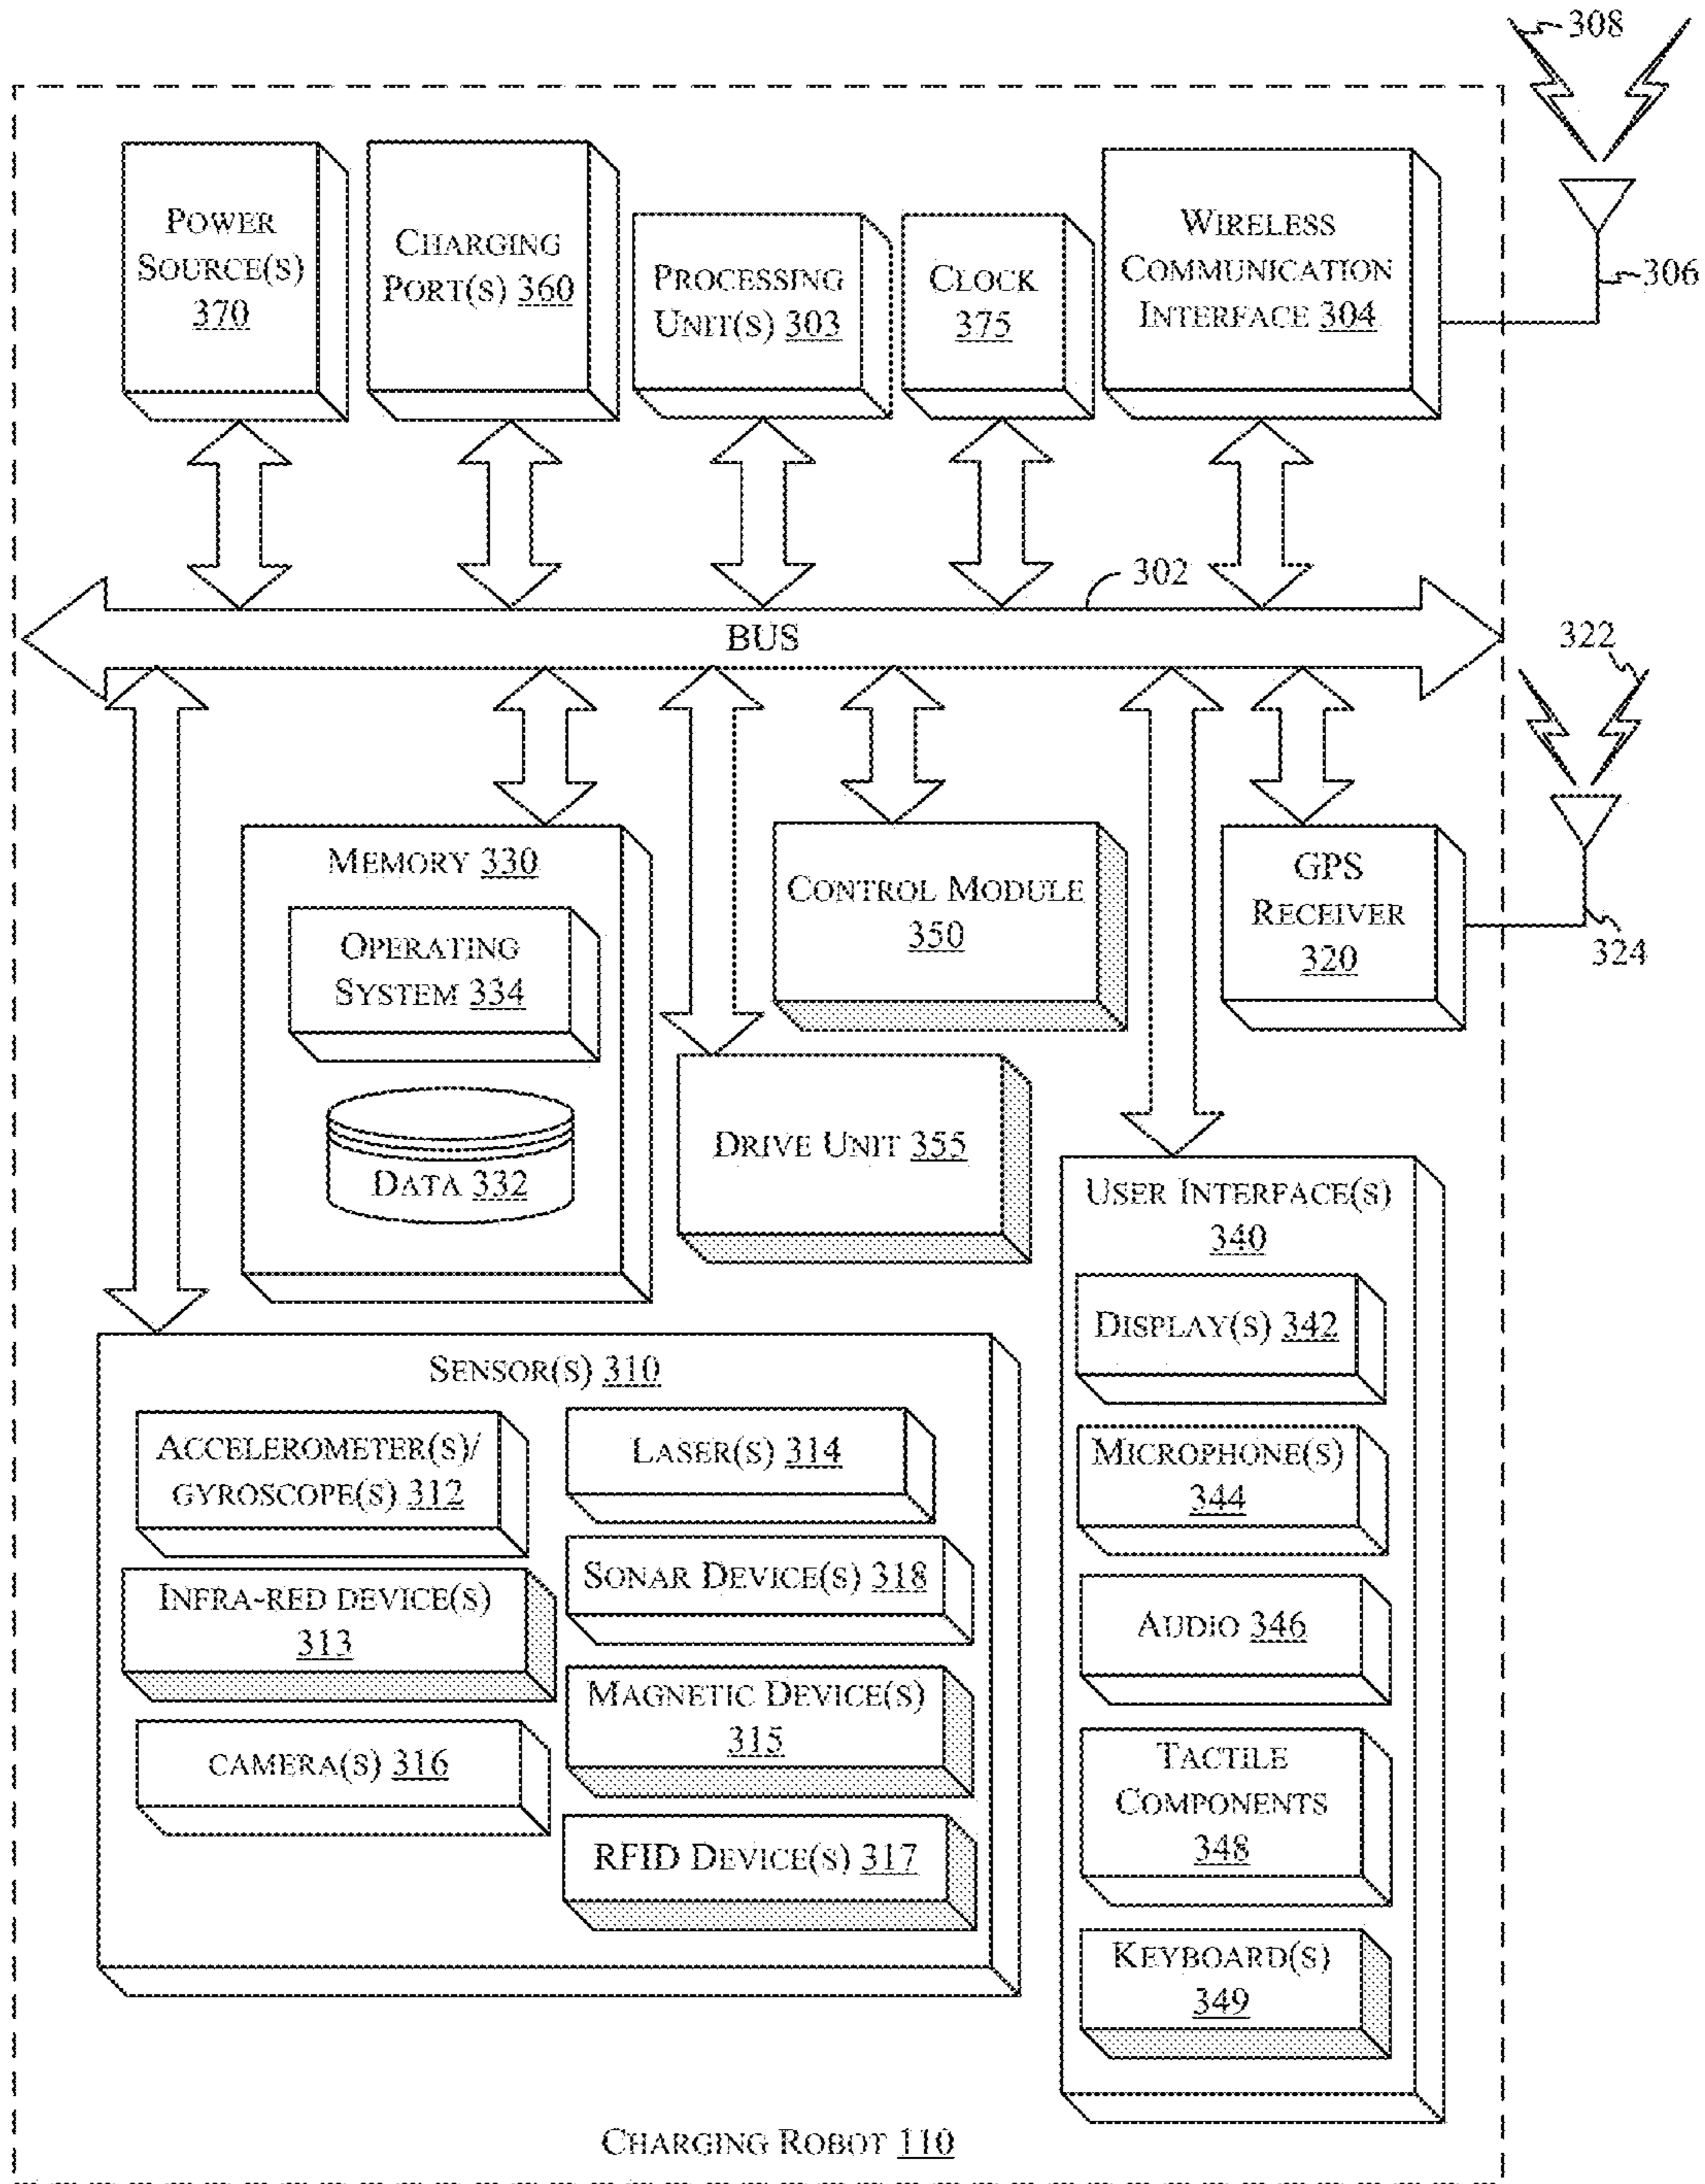 308
POWER
SOURCE(S)
370
CHARGING
PORT(S) 360
PROCESSING
UNIT(S) 303
CLOCK
375
WIRELESS
COMMUNICATION
INTERFACE 304
306
302
BUS
322
MEMORY 330
OPERATING
SYSTEM 334
DATA 332
CONTROL MODULE
350
GPS
RECEIVER
320
324
DRIVE UNIT 355
USER INTERFACE(S)
340
DISPLAY(S) 342
MICROPHONE(S)
344
AUDIO 346
TACTILE
COMPONENTS
348
KEYBOARD(S)
349
SENSOR(S) 310
ACCELEROMETER(S)/
GYROSCOPE(S) 312
LASER(S) 314
INFRA-RED DEVICE(S)
313
SONAR DEVICE(S) 318
CAMERA(S) 316
MAGNETIC DEVICE(S)
315
RFID DEVICE(S) 317
CHARGING ROBOT 110